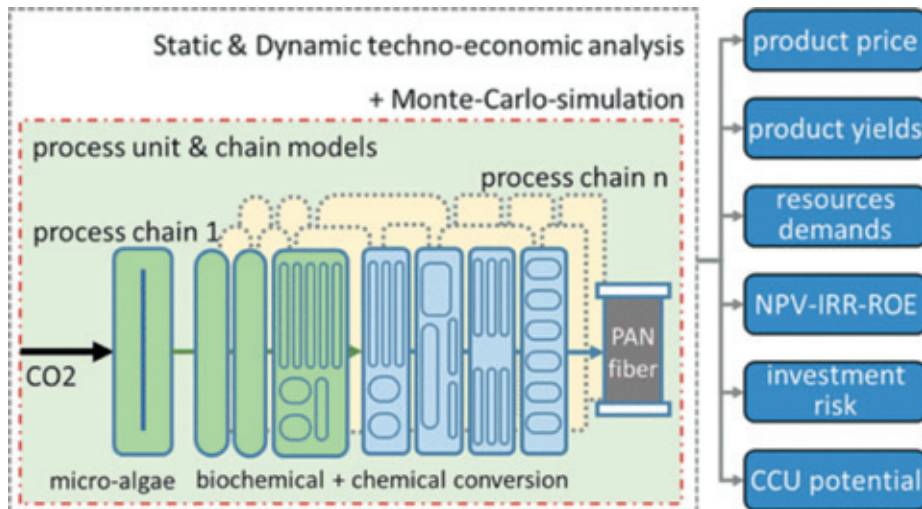 Static & Dynamic techno-economic analysis
+ Monte-Carlo-simulation
process unit & chain models
process chain n
process chain 1
CO2
PAN
fiber
micro-algae
biochemical + chemical conversion
product price
product yields
resources
demands
NPV-IRR-ROE
investment
risk
CCU potential